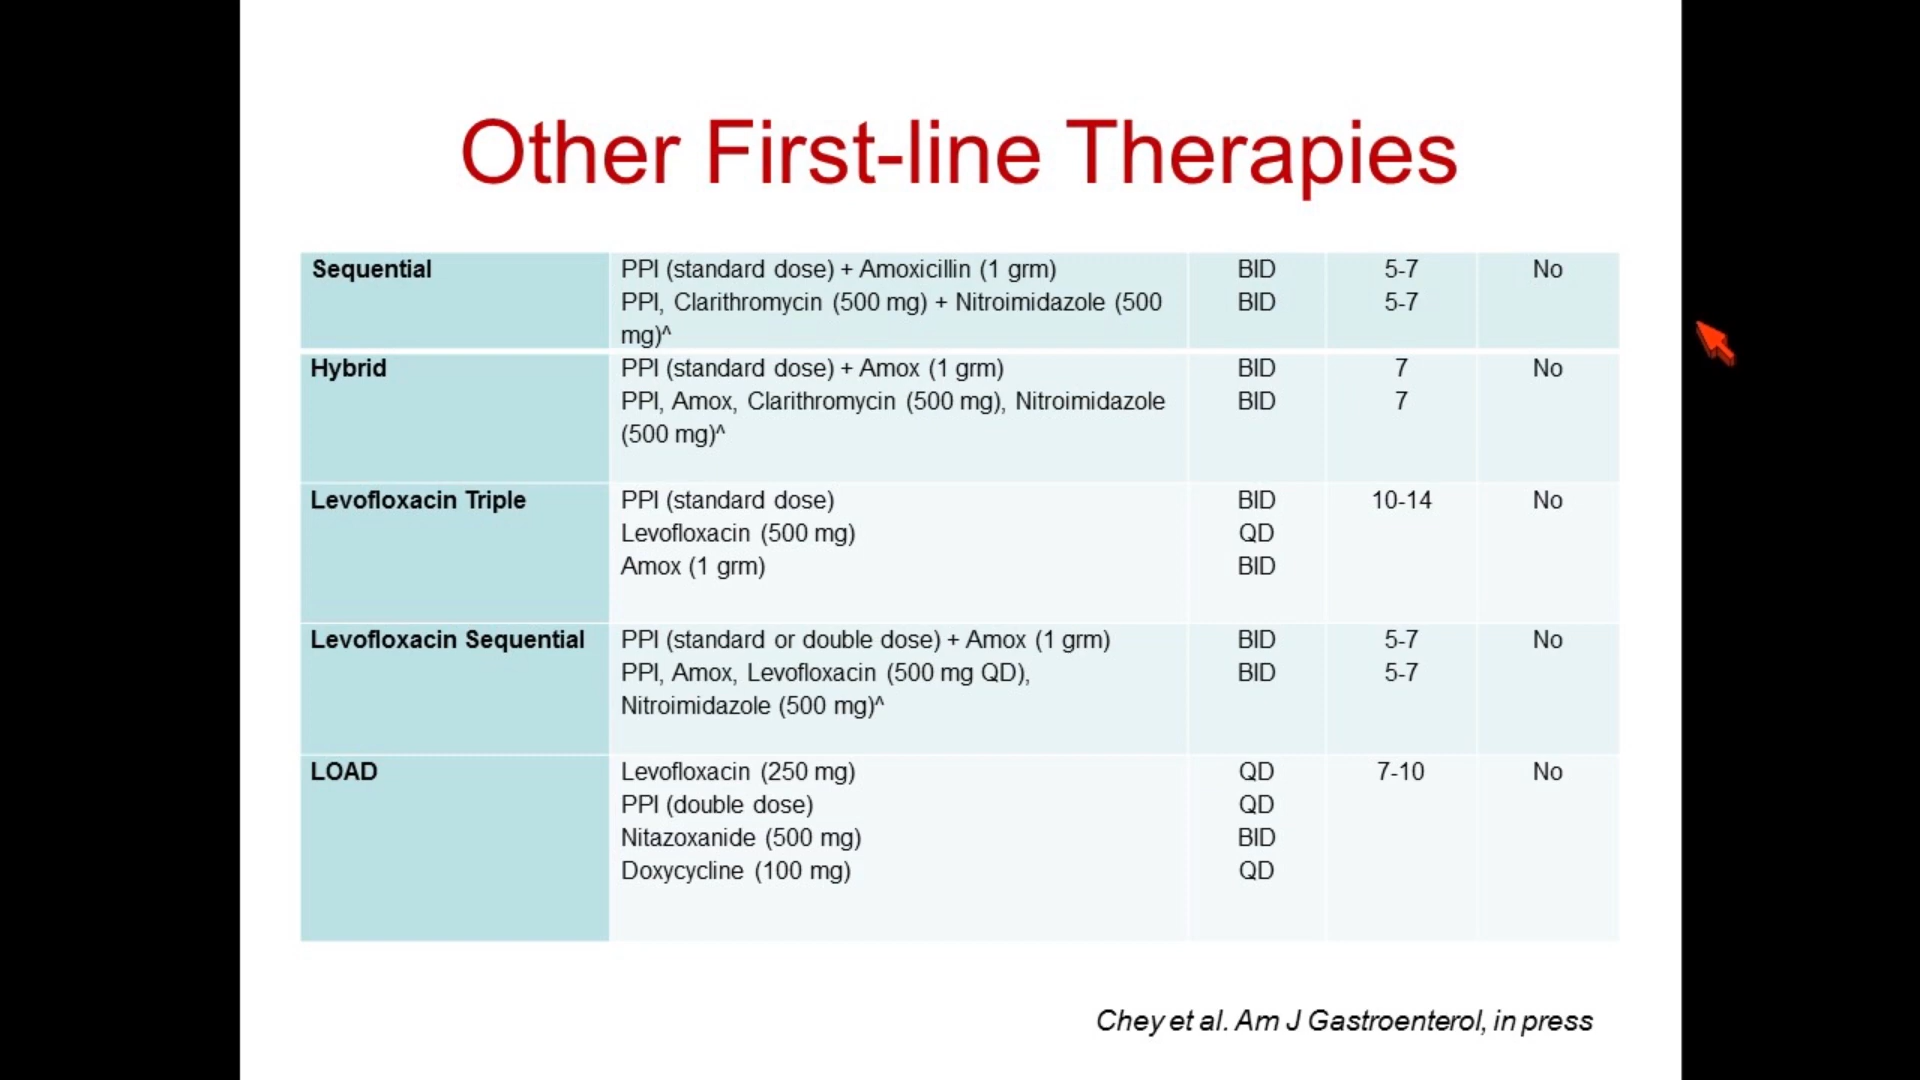 Other First-line Therapies
Sequential PPI (standard dose) + Amoxicillin (1 grm) BID 5-7 No
PPI, Clarithromycin (500 mg) + Nitroimidazole (500 BID 5-7
mg)^
Hybrid PPI (standard dose) + Amox (1 grm) BID 7 No
PPI, Amox, Clarithromycin (500 mg), Nitroimidazole BID 7
(500 mg)^
Levofloxacin Triple PPI (standard dose) BID 10-14 No
Levofloxacin (500 mg) QD
Amox (1 grm) BID
Levofloxacin Sequential PPI (standard or double dose) + Amox (1 grm) BID 5-7 No
PPI, Amox, Levofloxacin (500 mg QD), BID 5-7
Nitroimidazole (500 mg)^
LOAD Levofloxacin (250 mg) QD 7-10 No
PPI (double dose) QD
Nitazoxanide (500 mg) BID
Doxycycline (100 mg) QD
Chey et al. Am J Gastroenterol, in press